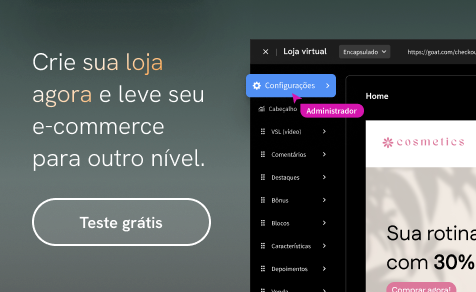 Crie sua loja
agora e leve seu
e-commerce
para outro nível.
Teste grátis
Loja virtual
Encapsulado
https://goat.com/checkou
Configurações
Administrador
Cabeçalho
VSL (vídeo)
Comentários
Destaques
Bônus
Blocos
Características
Depoimentos
Venda
Home
cosmetics
Sua rotina
com 30%
Comprar agora!